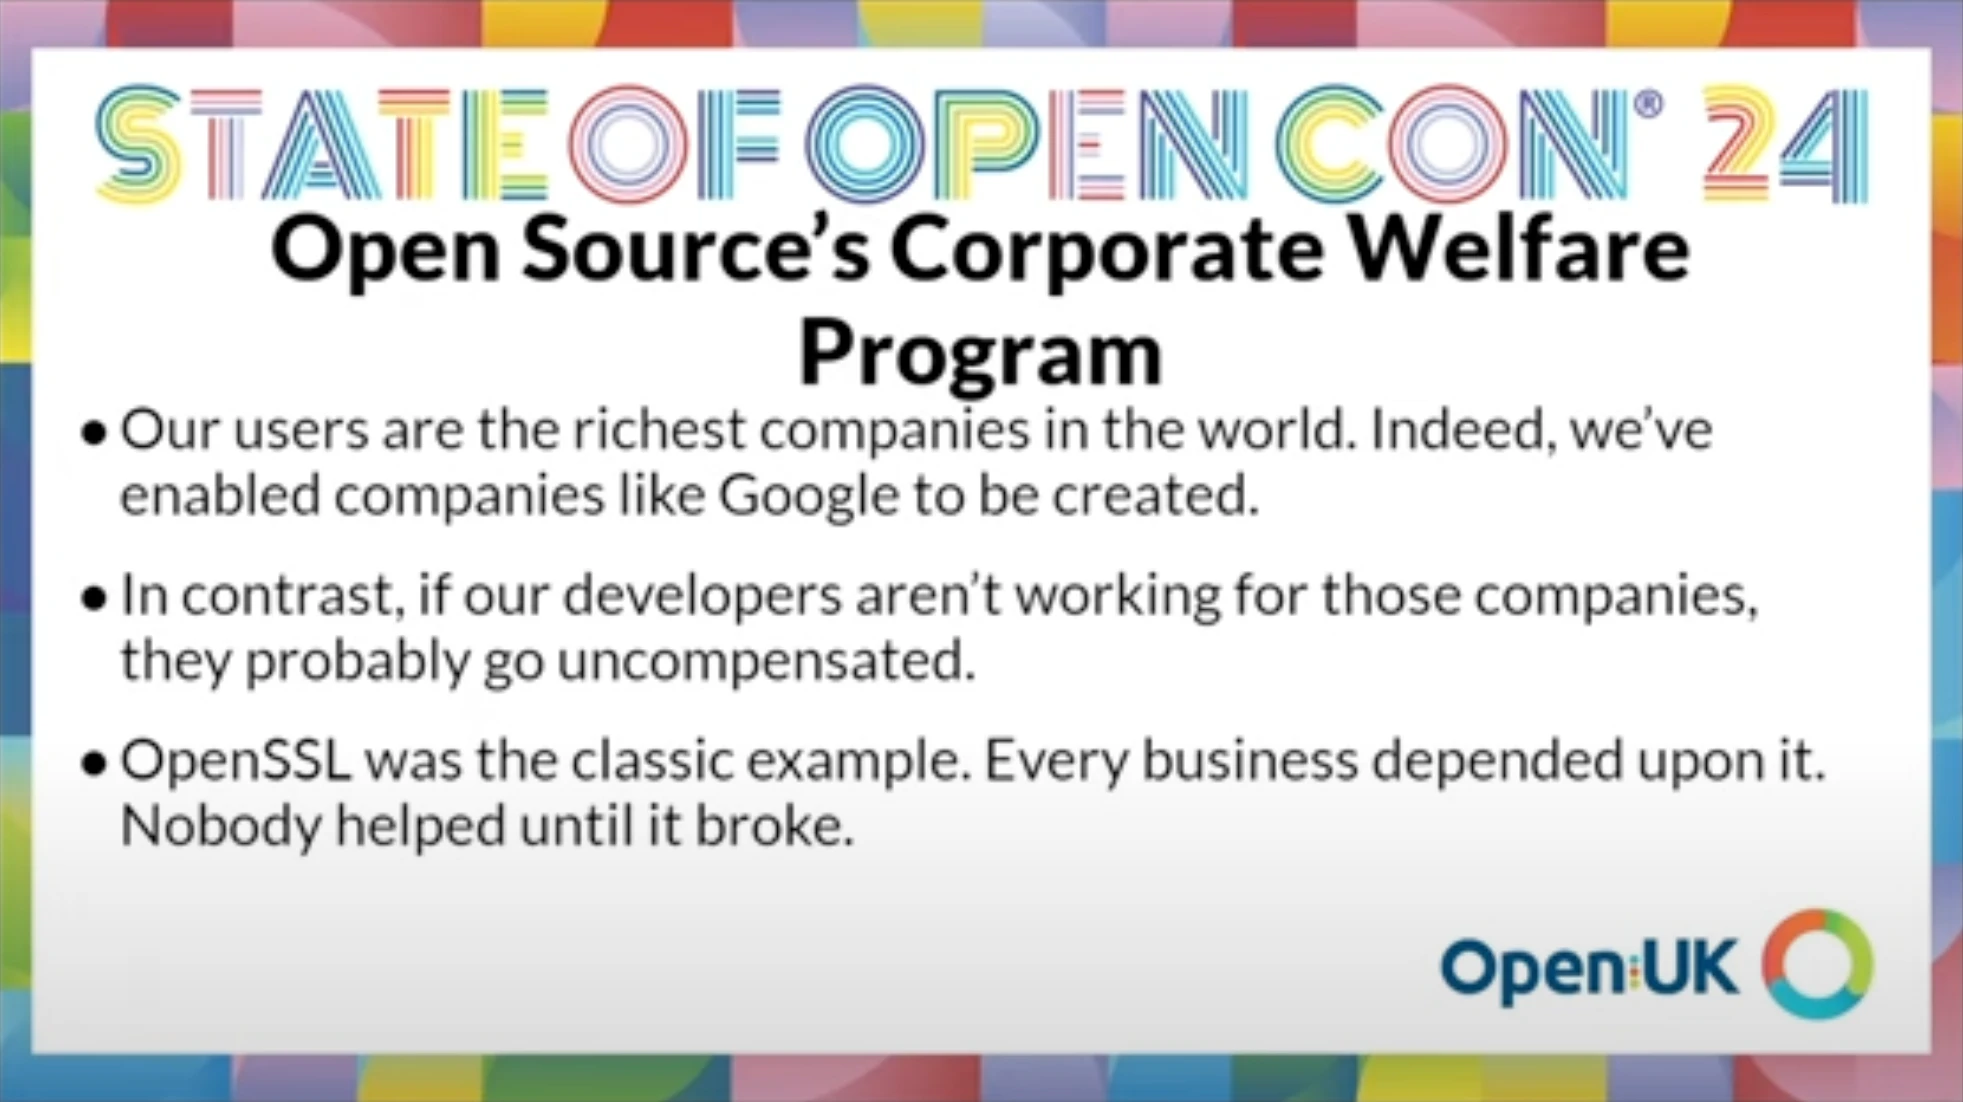 STATE OF OPEN CON® 24
Open Source’s Corporate Welfare
Program
● Our users are the richest companies in the world. Indeed, we’ve
enabled companies like Google to be created.
● In contrast, if our developers aren’t working for those companies,
they probably go uncompensated.
● OpenSSL was the classic example. Every business depended upon it.
Nobody helped until it broke.
Open:UK